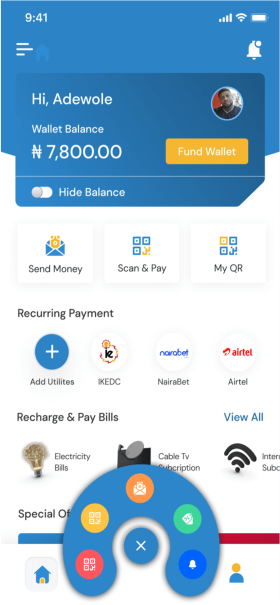 9:41
Hi, Adewole
Wallet Balance
₦ 7,800.00
Fund Wallet
Hide Balance
Send Money
Scan & Pay
My QR
Recurring Payment
nairabet
airtel
Add Utilites
IKEDC
NairaBet
Airtel
Recharge & Pay Bills
View All
Electricity
Bills
Cable Tv
Subcription
Inter
Subc
Special Of